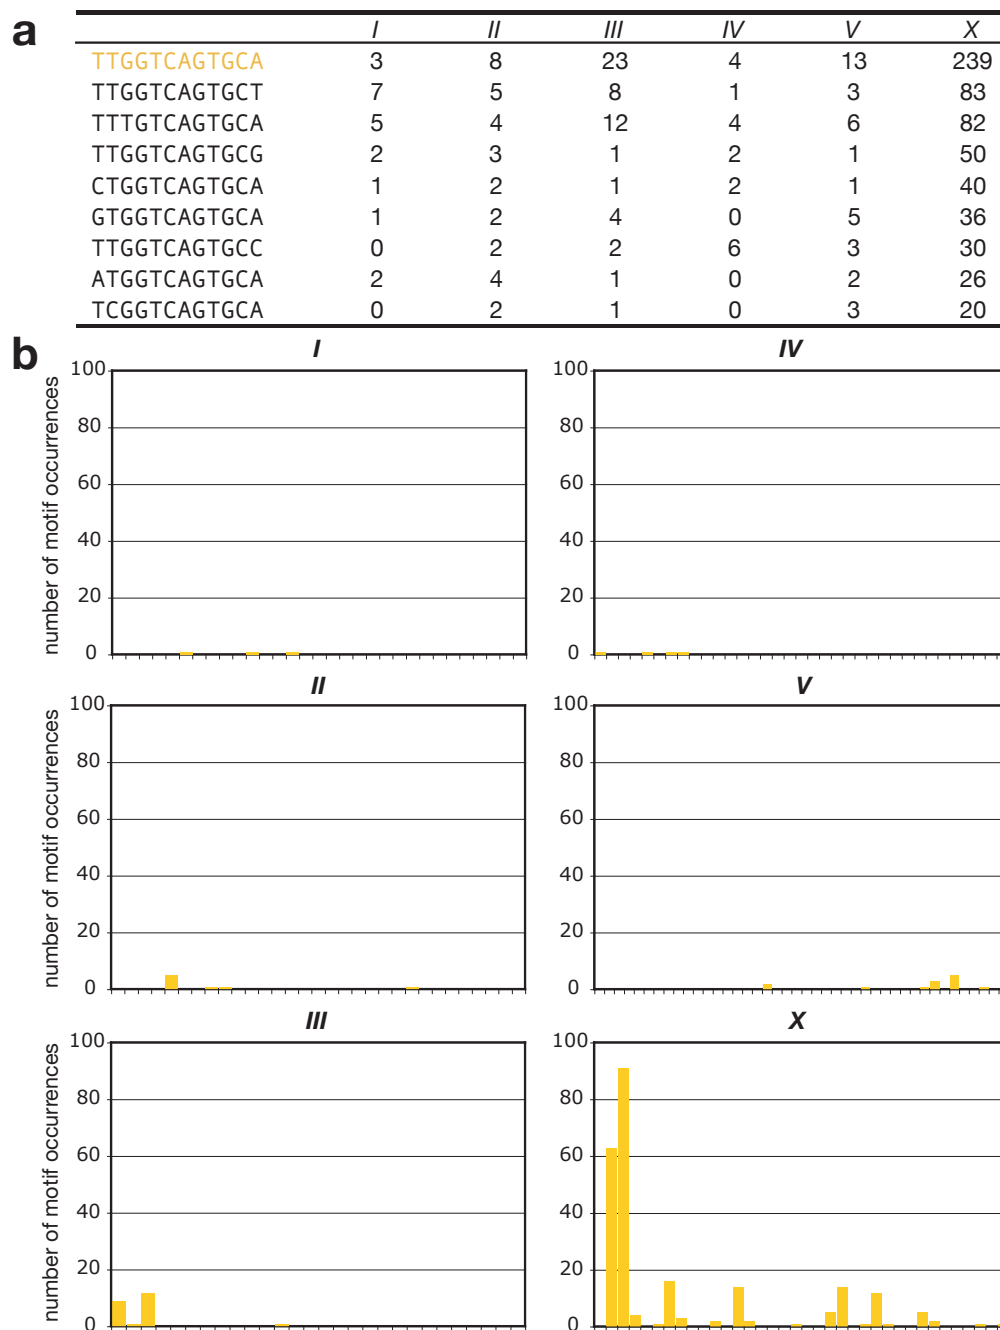 a
I II III IV V X
TTGGTCAGTGCA 3 8 23 4 13 239
TTGGTCAGTGCT 7 5 8 1 3 83
TTTGTCAGTGCA 5 4 12 4 6 82
TTGGTCAGTGCG 2 3 1 2 1 50
CTGGTCAGTGCA 1 2 1 2 1 40
GTGGTCAGTGCA 1 2 4 0 5 36
TTGGTCAGTGCC 0 2 2 6 3 30
ATGGTCAGTGCA 2 4 1 0 2 26
TCGGTCAGTGCA 0 2 1 0 3 20
b
I
number of motif occurrences
100
80
60
40
20
0
IV
100
80
60
40
20
0
II
number of motif occurrences
100
80
60
40
20
0
V
100
80
60
40
20
0
III
number of motif occurrences
100
80
60
40
20
0
X
100
80
60
40
20
0